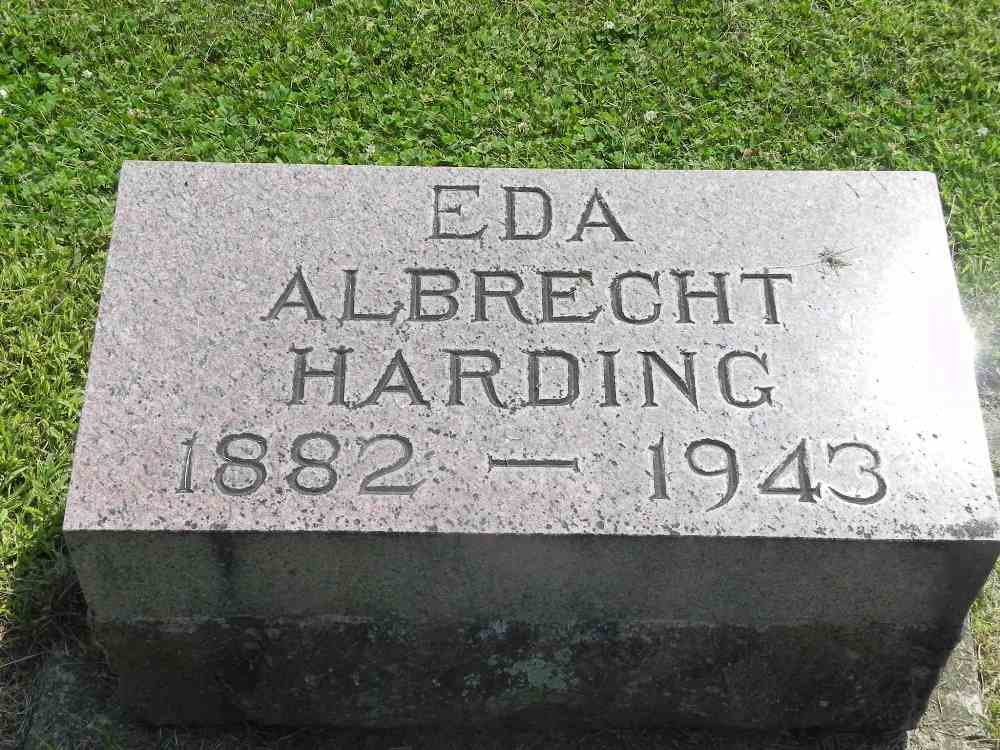 EDA
ALBRECHT
HARDING
1882 — 1943